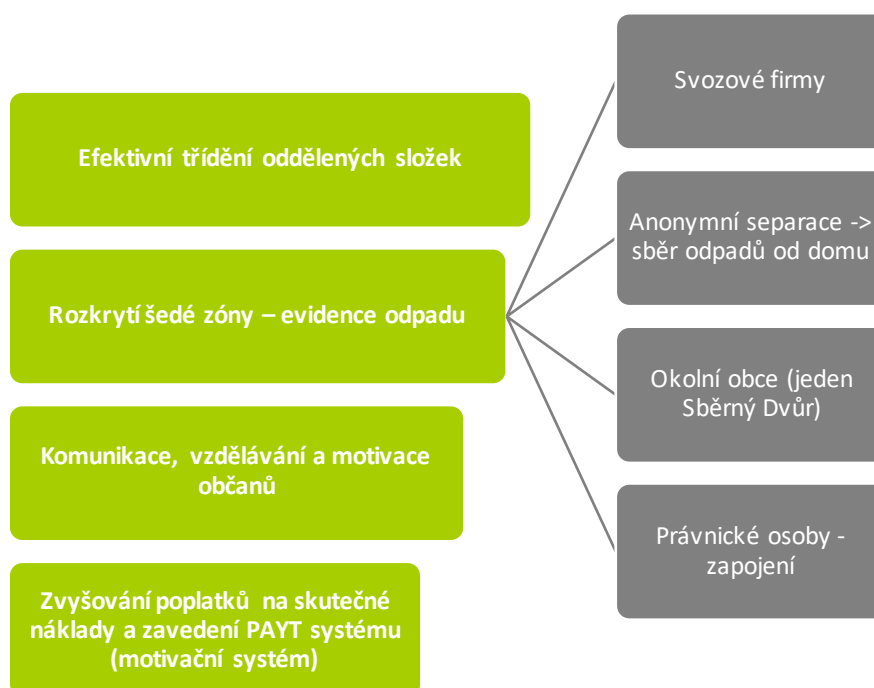 Efektivní třídění oddělených složek
Rozkrytí šedé zóny – evidence odpadu
Komunikace, vzdělávání a motivace
občanů
Zvyšování poplatků na skutečné
náklady a zavedení PAYT systému
(motivační systém)
Svozové firmy
Anonymní separace ->
sběr odpadů od domu
Okolní obce (jeden
Sběrný Dvůr)
Právnické osoby -
zapojení